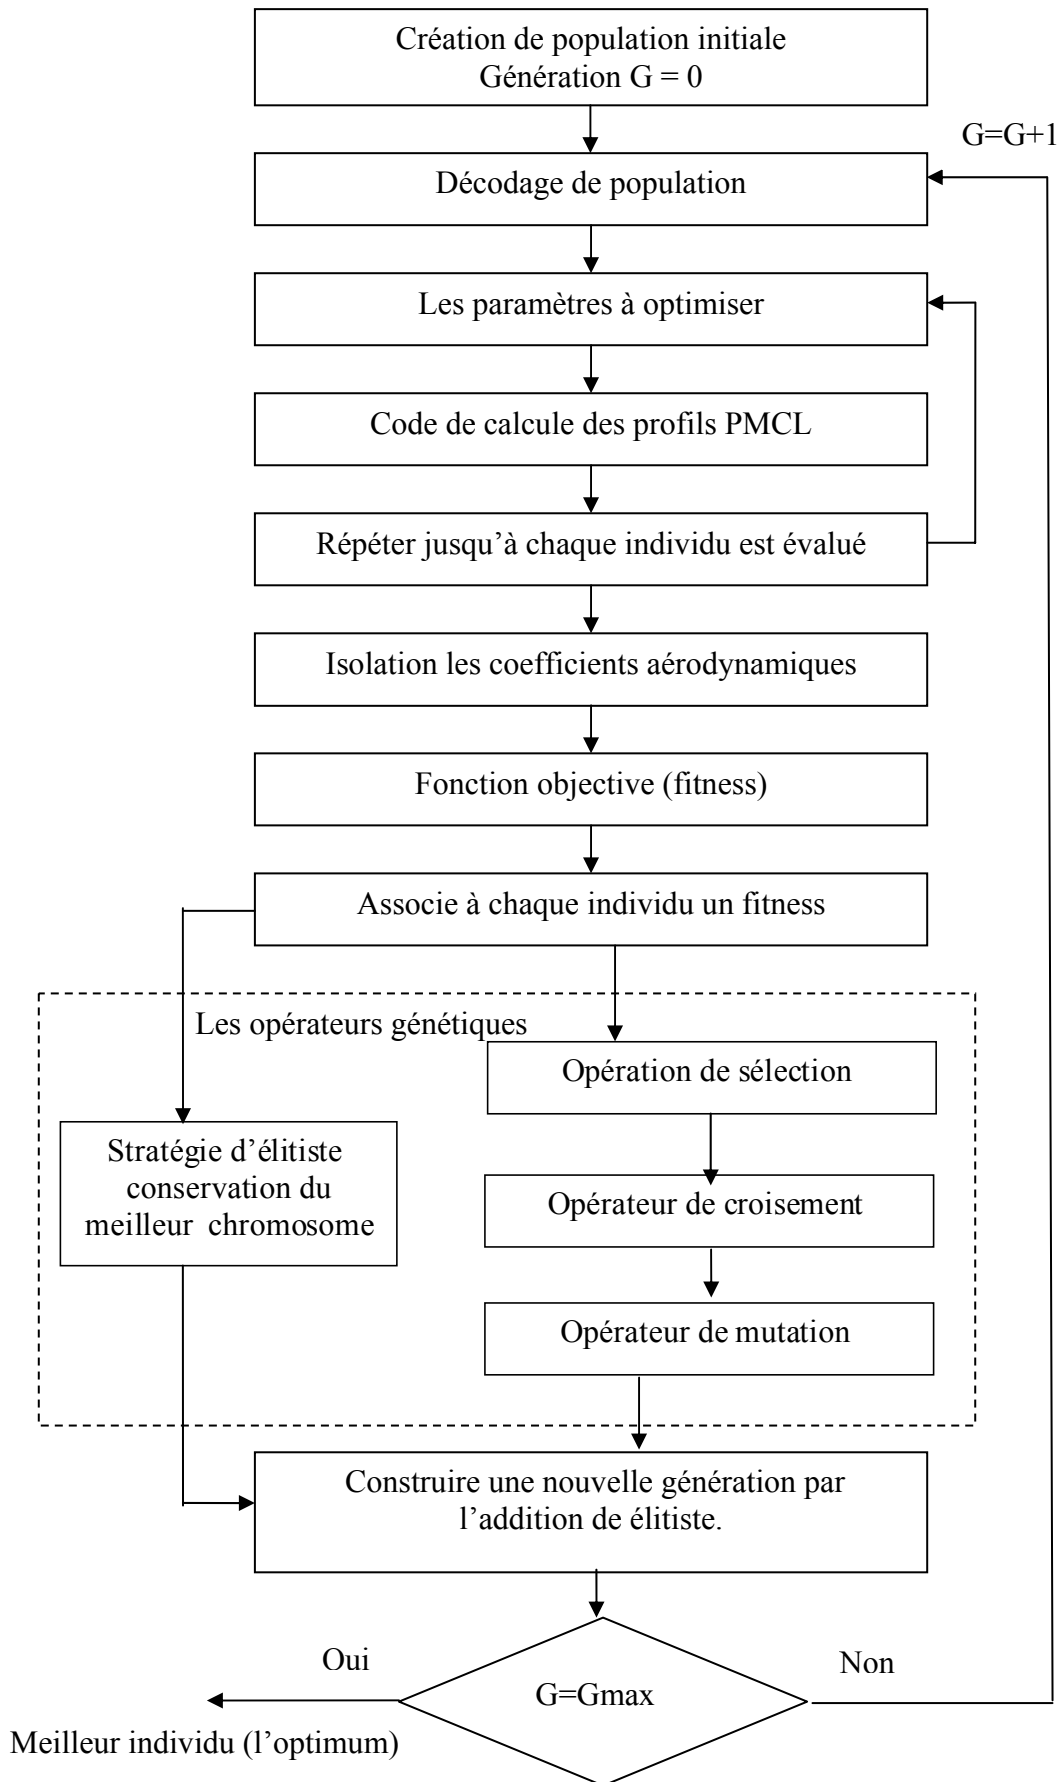 Création de population initiale
Génération G = 0
G=G+1
Décodage de population
Les paramètres à optimiser
Code de calcule des profils PMCL
Répéter jusqu’à chaque individu est évalué
Isolation les coefficients aérodynamiques
Fonction objective (fitness)
Associe à chaque individu un fitness
Les opérateurs génétiques
Opération de sélection
Stratégie d’élitiste
conservation du
meilleur chromosome
Opérateur de croisement
Opérateur de mutation
Construire une nouvelle génération par
l’addition de élitiste.
Oui
Non
G=Gmax
Meilleur individu (l’optimum)